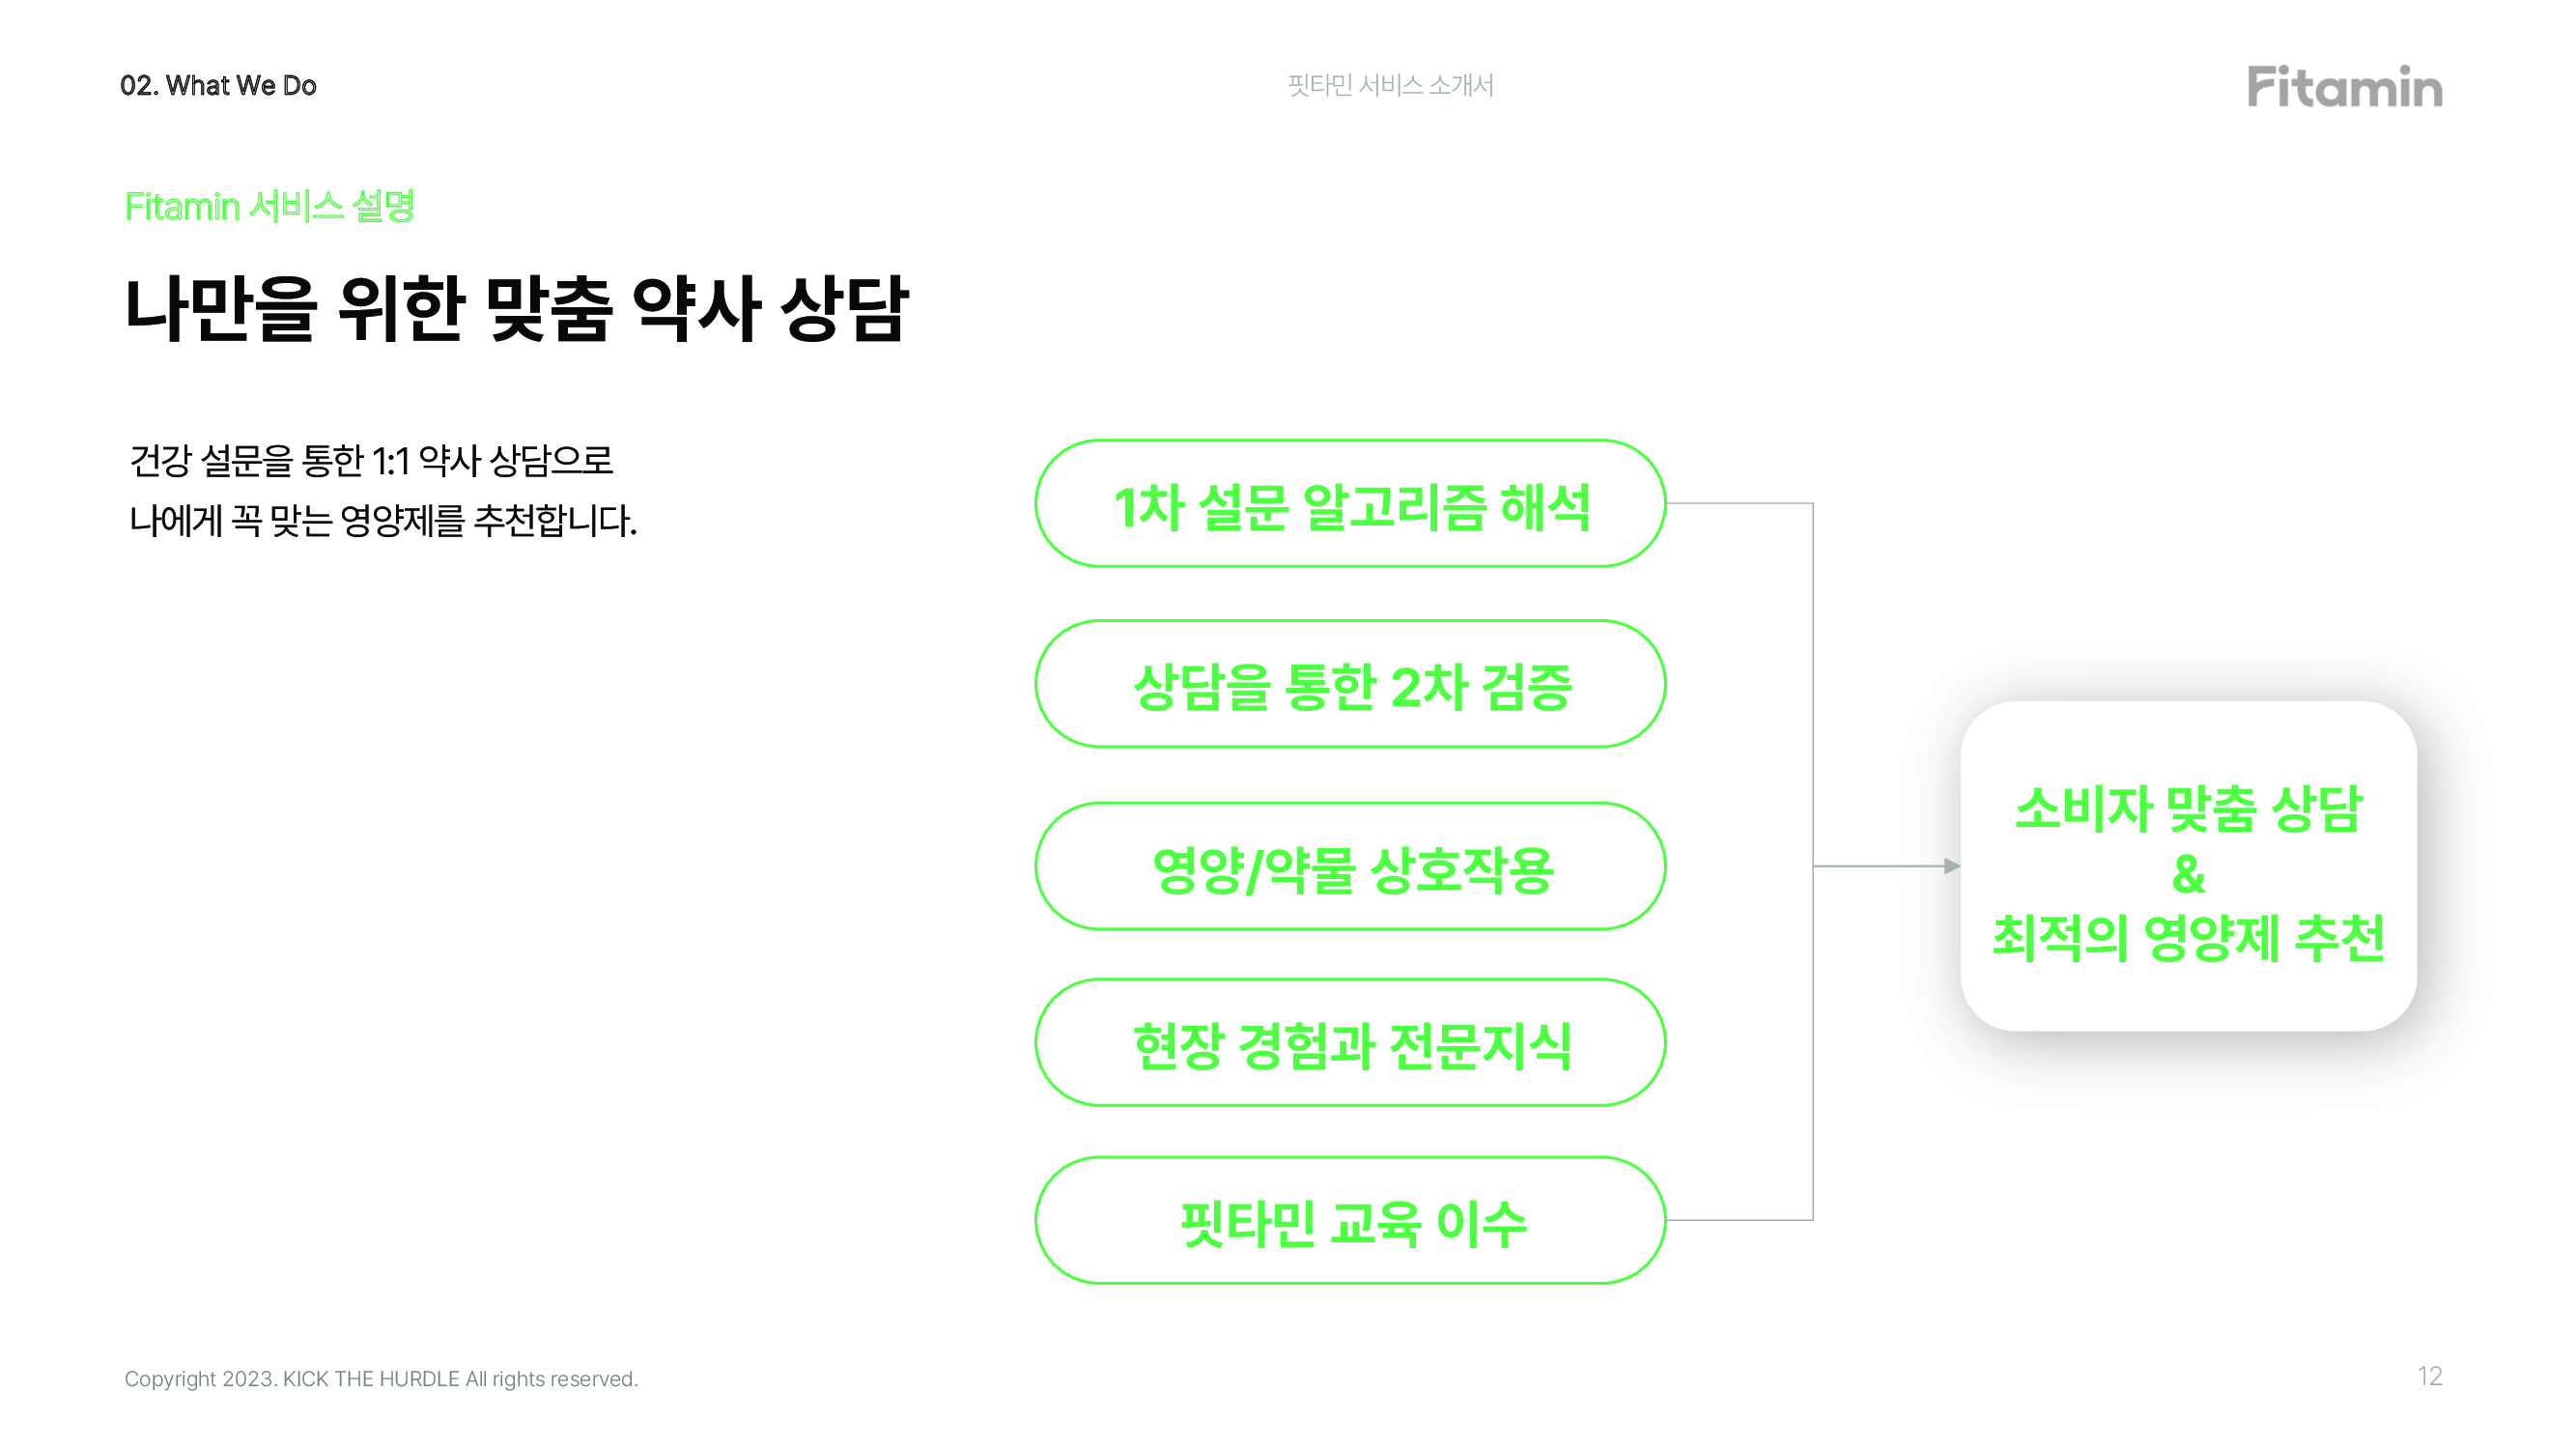 02. What We Do
핏타민 서비스 소개서
Fitamin
Fitamin 서비스 설명
나만을 위한 맞춤 약사 상담
건강 설문을 통한 1:1 약사 상담으로
나에게 꼭 맞는 영양제를 추천합니다.
1차 설문 알고리즘 해석
상담을 통한 2차 검증
영양/약물 상호작용
현장 경험과 전문지식
핏타민 교육 이수
소비자 맞춤 상담
&
최적의 영양제 추천
Copyright 2023. KICK THE HURDLE All rights reserved.
12